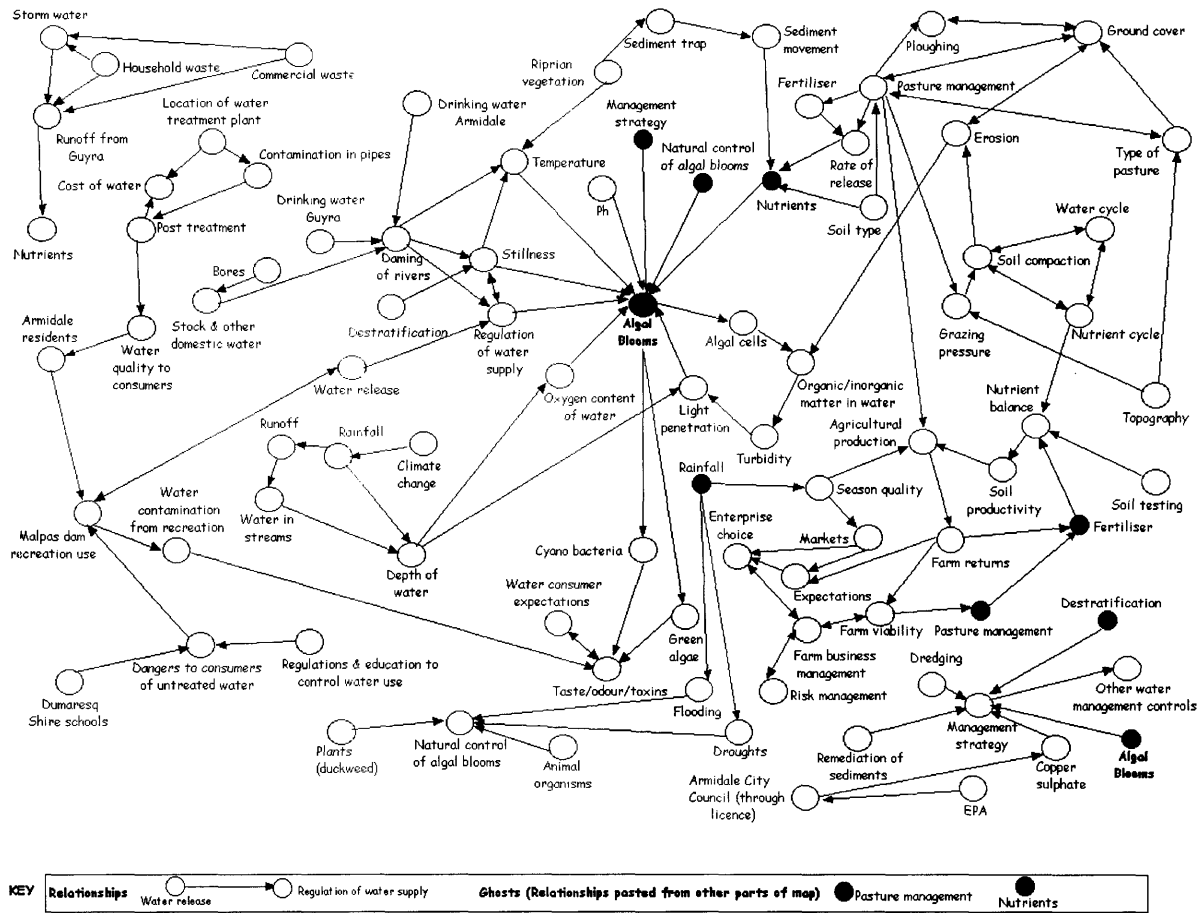 Storm water
Household waste
Commercial waste
Runoff from
Guyra
Nutrients
Location of water
treatment plant
Contamination in pipes
Cost of water
Post treatment
Water
quality to
consumers
Armidale
residents
Drinking water
Armidale
Drinking water
Guyra
Daming
of rivers
Bores
Stock & other
domestic water
Destratification
Stillness
Regulation
of water
supply
Water release
Temperature
Riprian
vegetation
Sediment trap
Sediment
movement
Management
strategy
Natural control
of algal blooms
Ph
Nutrients
Algal
Blooms
Algal cells
Oxygen content
of water
Light
penetration
Turbidity
Organic/inorganic
matter in water
Fertiliser
Rate of
release
Soil type
Pasture management
Ploughing
Ground cover
Erosion
Type of
pasture
Water cycle
Soil compaction
Nutrient cycle
Grazing
pressure
Topography
Nutrient
balance
Agricultural
production
Soil
productivity
Soil testing
Fertiliser
Farm returns
Rainfall
Season quality
Markets
Enterprise
choice
Expectations
Farm viability
Pasture management
Farm business
management
Risk management
Runoff
Rainfall
Climate
change
Water in
streams
Depth of
water
Malpas dam
recreation use
Water
contamination
from recreation
Dangers to consumers
of untreated water
Regulations & education to
control water use
Dumaresq
Shire schools
Cyano bacteria
Water consumer
expectations
Green
algae
Taste/odour/toxins
Flooding
Droughts
Plants
(duckweed)
Natural control
of algal blooms
Animal
organisms
Destratification
Dredging
Other water
management controls
Management
strategy
Remediation of
sediments
Copper
sulphate
Algal
Blooms
Armidale City
Council (through
licence)
EPA
KEY Relationships Water release Regulation of water supply Ghosts (Relationships pasted from other parts of map) Pasture management Nutrients